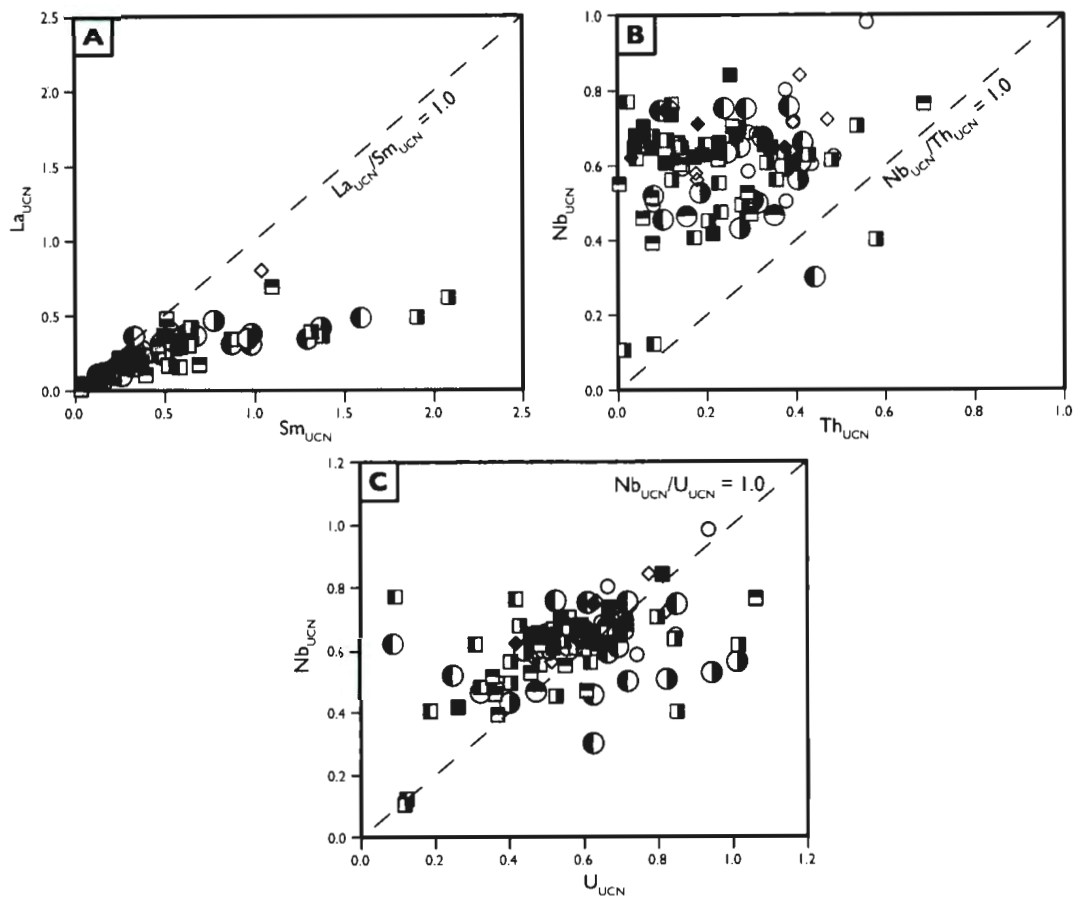 A
2.5
2.0
1.5
1.0
0.5
0.0
La_UCN
La_UCN/Sm_UCN = 1.0
0.0 0.5 1.0 1.5 2.0 2.5
Sm_UCN
B
1.0
0.8
0.6
0.4
0.2
0.0
Nb_UCN
Nb_UCN/Th_UCN = 1.0
0.0 0.2 0.4 0.6 0.8 1.0
Th_UCN
C
1.2
1.0
0.8
0.6
0.4
0.2
0.0
Nb_UCN
Nb_UCN/U_UCN = 1.0
0.0 0.2 0.4 0.6 0.8 1.0 1.2
U_UCN